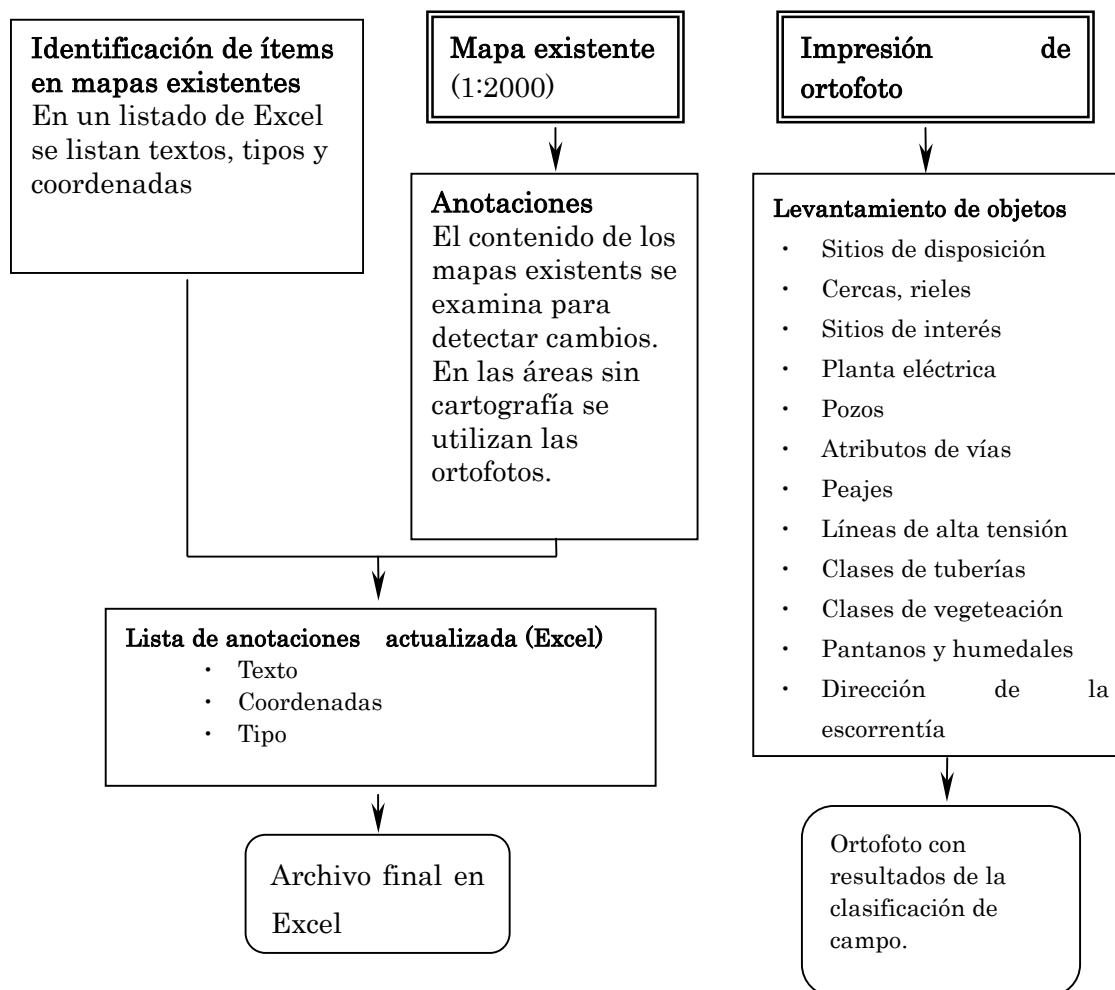 Identificación de ítems
en mapas existentes
En un listado de Excel
se listan textos, tipos y
coordenadas
Mapa existente
(1:2000)
Impresión de
ortofoto
Anotaciones
El contenido de los
mapas existents se
examina para
detectar cambios.
En las áreas sin
cartografía se
utilizan las
ortofotos.
Levantamiento de objetos
・ Sitios de disposición
・ Cercas, rieles
・ Sitios de interés
・ Planta eléctrica
・ Pozos
・ Atributos de vías
・ Peajes
・ Líneas de alta tensión
・ Clases de tuberías
・ Clases de vegeteación
・ Pantanos y humedales
・ Dirección de la
escorrentía
Lista de anotaciones actualizada (Excel)
・ Texto
・ Coordenadas
・ Tipo
Archivo final en
Excel
Ortofoto con
resultados de la
clasificación de
campo.